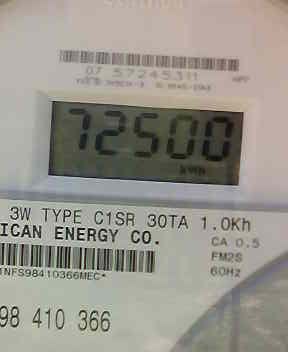 07 57245311
72500
kWh
3W TYPE C1SR 30TA 1.0Kh
ICAN ENERGY CO.
CA 0.5
FM2S
60Hz
1NFS98410366MEC*
98 410 366